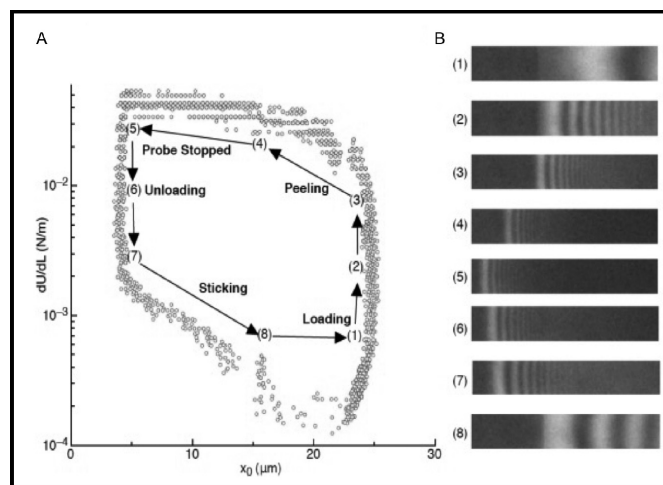 A
B
(1)
(2)
(3)
(4)
(5)
(6)
(7)
(8)
dU/dL (N/m)
10⁻²
10⁻³
10⁻⁴
(5)
Probe Stopped
(4)
(6) Unloading
Peeling
(3)
(7)
(2)
Sticking
Loading
(8)
(1)
0
10
20
30
x₀ (μm)